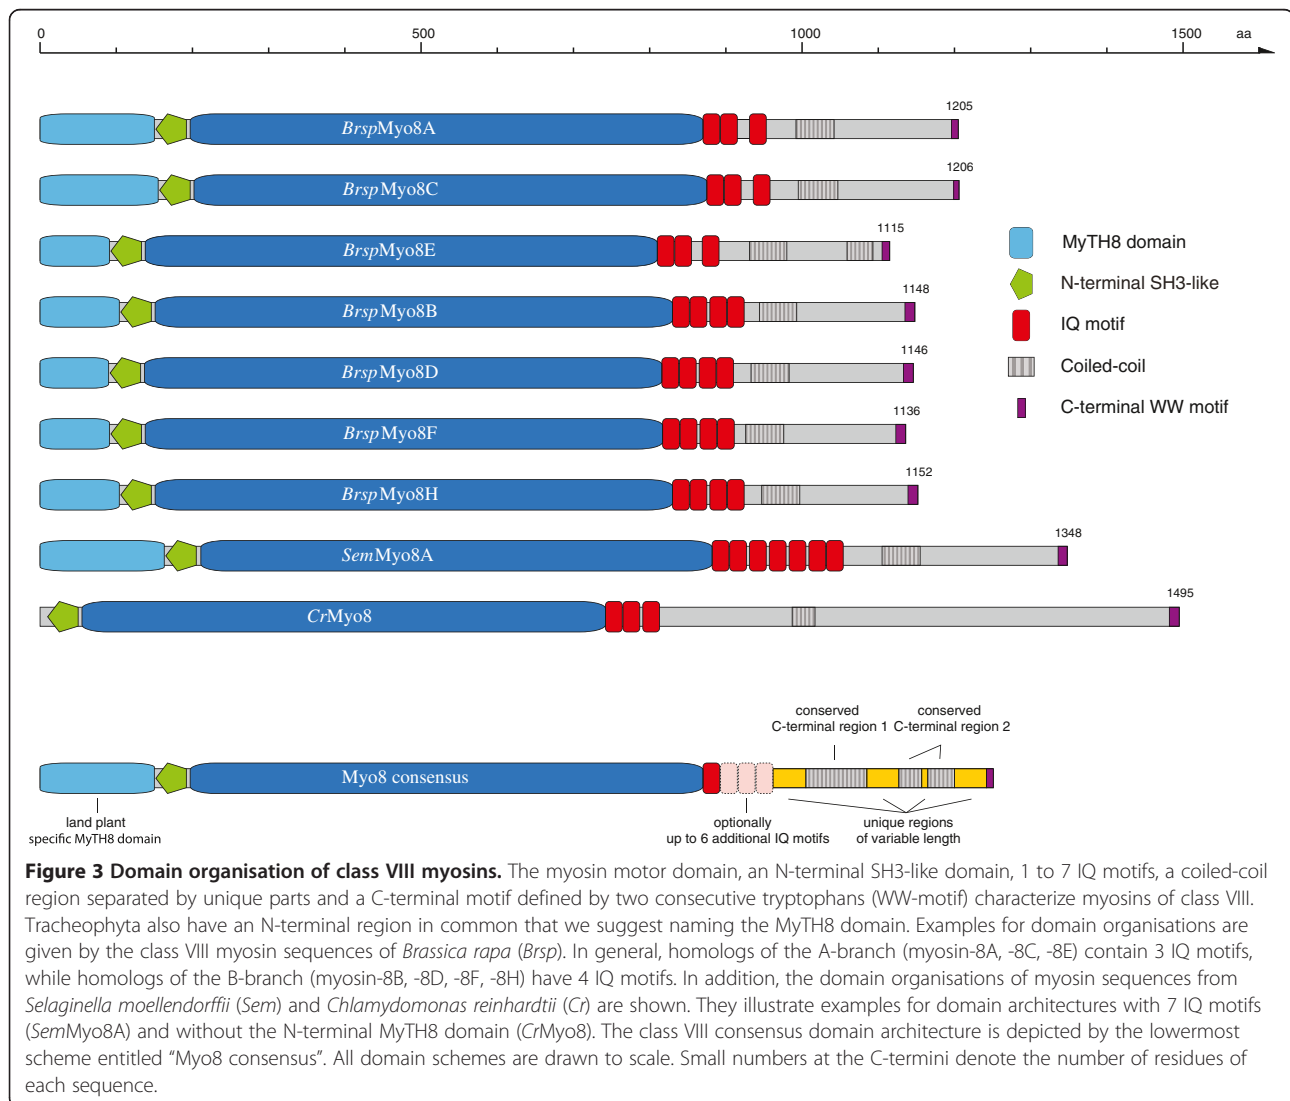 0 500 1000 1500 aa
1205
BrspMyo8A
1206
BrspMyo8C
1115
BrspMyo8E
MyTH8 domain
N-terminal SH3-like
1148
BrspMyo8B
IQ motif
1146
BrspMyo8D
Coiled-coil
1136
BrspMyo8F
C-terminal WW motif
1152
BrspMyo8H
1348
SemMyo8A
1495
CrMyo8
conserved
C-terminal region 1
conserved
C-terminal region 2
Myo8 consensus
land plant
specific MyTH8 domain
optionally
up to 6 additional IQ motifs
unique regions
of variable length
Figure 3 Domain organisation of class VIII myosins. The myosin motor domain, an N-terminal SH3-like domain, 1 to 7 IQ motifs, a coiled-coil
region separated by unique parts and a C-terminal motif defined by two consecutive tryptophans (WW-motif) characterize myosins of class VIII.
Tracheophyta also have an N-terminal region in common that we suggest naming the MyTH8 domain. Examples for domain organisations are
given by the class VIII myosin sequences of Brassica rapa (Brsp). In general, homologs of the A-branch (myosin-8A, -8C, -8E) contain 3 IQ motifs,
while homologs of the B-branch (myosin-8B, -8D, -8F, -8H) have 4 IQ motifs. In addition, the domain organisations of myosin sequences from
Selaginella moellendorffii (Sem) and Chlamydomonas reinhardtii (Cr) are shown. They illustrate examples for domain architectures with 7 IQ motifs
(SemMyo8A) and without the N-terminal MyTH8 domain (CrMyo8). The class VIII consensus domain architecture is depicted by the lowermost
scheme entitled “Myo8 consensus”. All domain schemes are drawn to scale. Small numbers at the C-termini denote the number of residues of
each sequence.